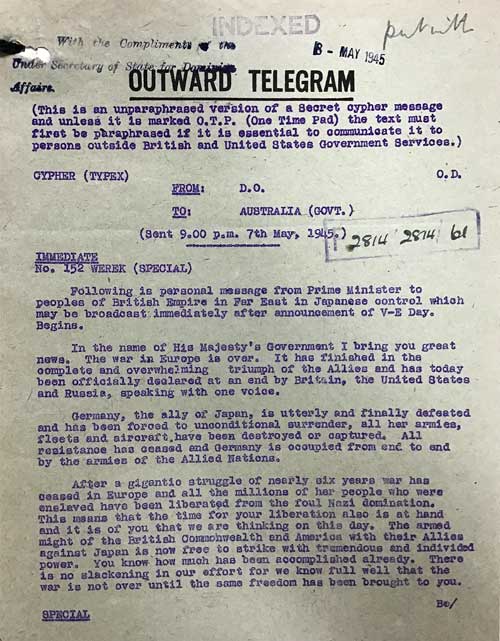 INDEXED
With the Compliments of the
8 - MAY 1945
Under Secretary of State for Dominion
Affairs.
OUTWARD TELEGRAM
(This is an unparaphrased version of a Secret cypher message
and unless it is marked O.T.P. (One Time Pad) the text must
first be paraphrased if it is essential to communicate it to
persons outside British and United States Government Services.)
CYPHER (TYPEX) O.D.
FROM: D.O.
TO: AUSTRALIA (GOVT.)
(Sent 9.00 p.m. 7th May, 1945.)
2814 2814 61
IMMEDIATE
No. 152 WEREK (SPECIAL)
Following is personal message from Prime Minister to
peoples of British Empire in Far East in Japanese control which
may be broadcast immediately after announcement of V-E Day.
Begins.
In the name of His Majesty's Government I bring you great
news. The war in Europe is over. It has finished in the
complete and overwhelming triumph of the Allies and has today
been officially declared at an end by Britain, the United States
and Russia, speaking with one voice.
Germany, the ally of Japan, is utterly and finally defeated
and has been forced to unconditional surrender, all her armies,
fleets and aircraft have been destroyed or captured. All
resistance has ceased and Germany is occupied from end to end
by the armies of the Allied Nations.
After a gigantic struggle of nearly six years war has
ceased in Europe and all the millions of her people who were
enslaved have been liberated from the foul Nazi domination.
This means that the time for your liberation also is at hand
and it is of you that we are thinking on this day. The armed
might of the British Commonwealth and America with their Allies
against Japan is now free to strike with tremendous and individed
power. You know how much has been accomplished already. There
is no slackening in our effort for we know full well that the
war is not over until the same freedom has been brought to you.
Be/
SPECIAL